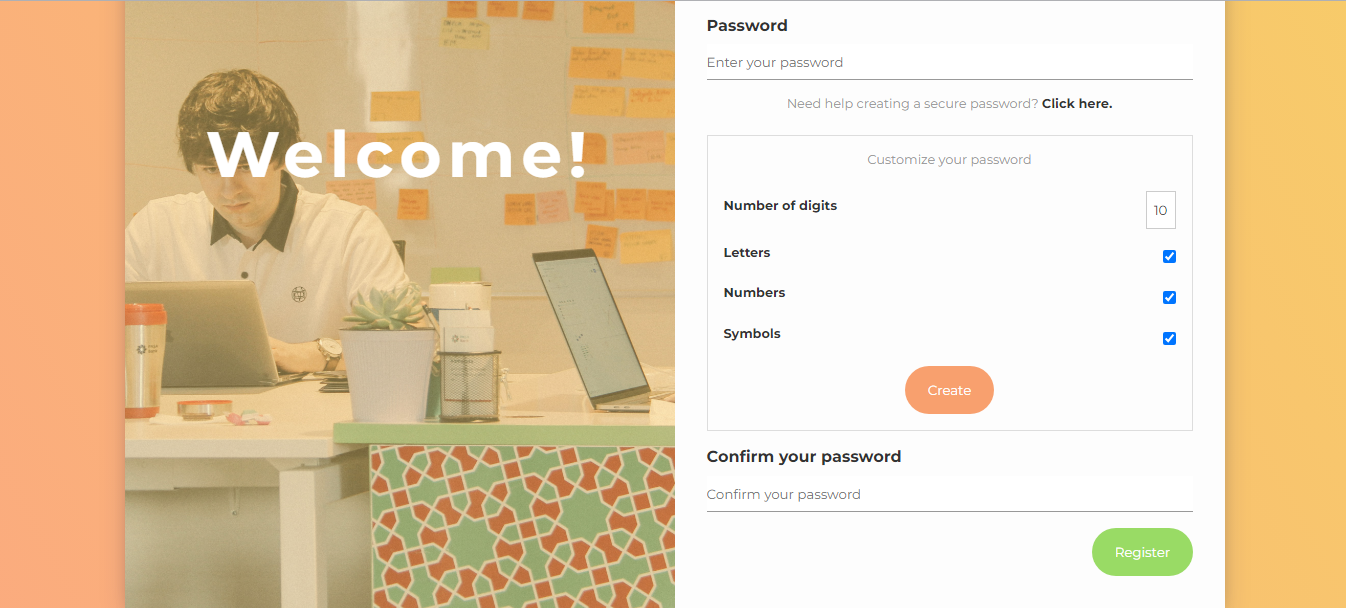 Welcome!
Password
Enter your password
Need help creating a secure password? Click here.
Customize your password
Number of digits
10
Letters
Numbers
Symbols
Create
Confirm your password
Confirm your password
Register